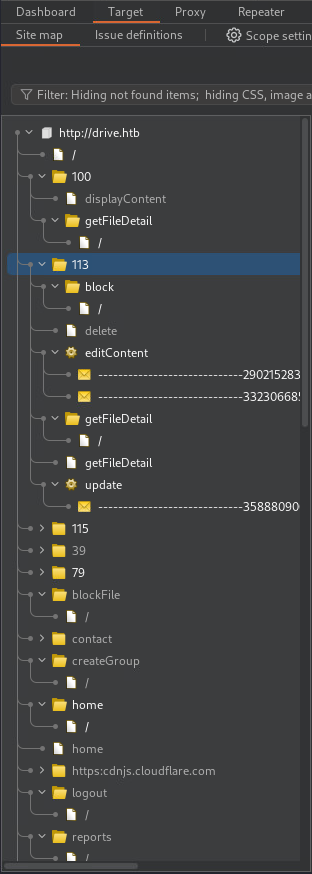 Dashboard Target Proxy Repeater
Site map Issue definitions Scope settin
Filter: Hiding not found items; hiding CSS, image a
http://drive.htb
/
100
displayContent
getFileDetail
/
113
block
/
delete
editContent
-----------------------------290215283
-----------------------------33230668
getFileDetail
/
getFileDetail
update
-----------------------------35888090
115
39
79
blockFile
/
contact
createGroup
/
home
/
home
https:cdnjs.cloudflare.com
logout
/
reports
/